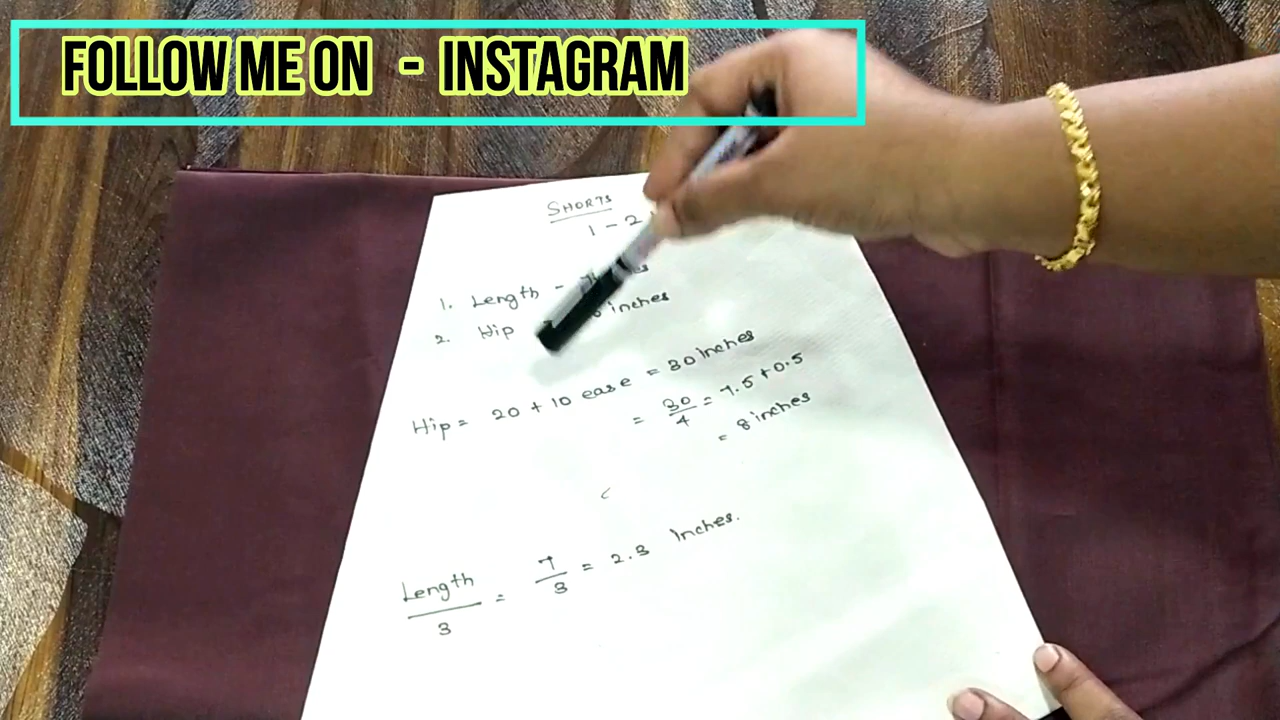 FOLLOW ME ON - INSTAGRAM
SHORTS
1 - 2
1. Length -
2. Hip inches
Hip = 20 + 10 ease = 30 inches
= 30/4 = 7.5 + 0.5
= 8 inches
Length/3 = 7/3 = 2.3 Inches.